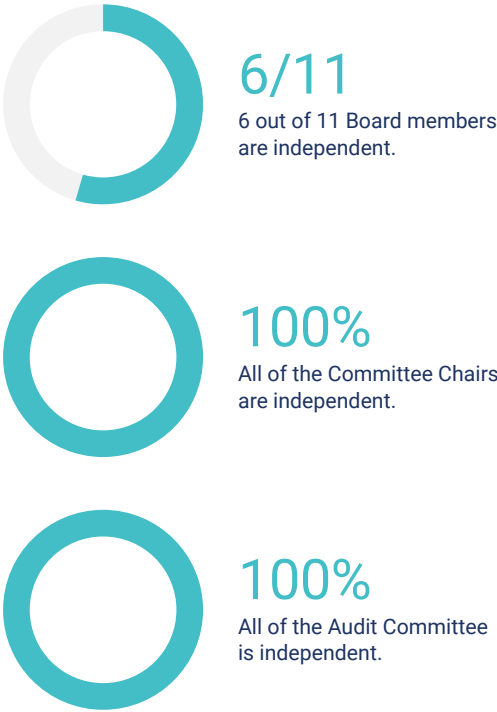 6/11
6 out of 11 Board members
are independent.
100%
All of the Committee Chairs
are independent.
100%
All of the Audit Committee
is independent.